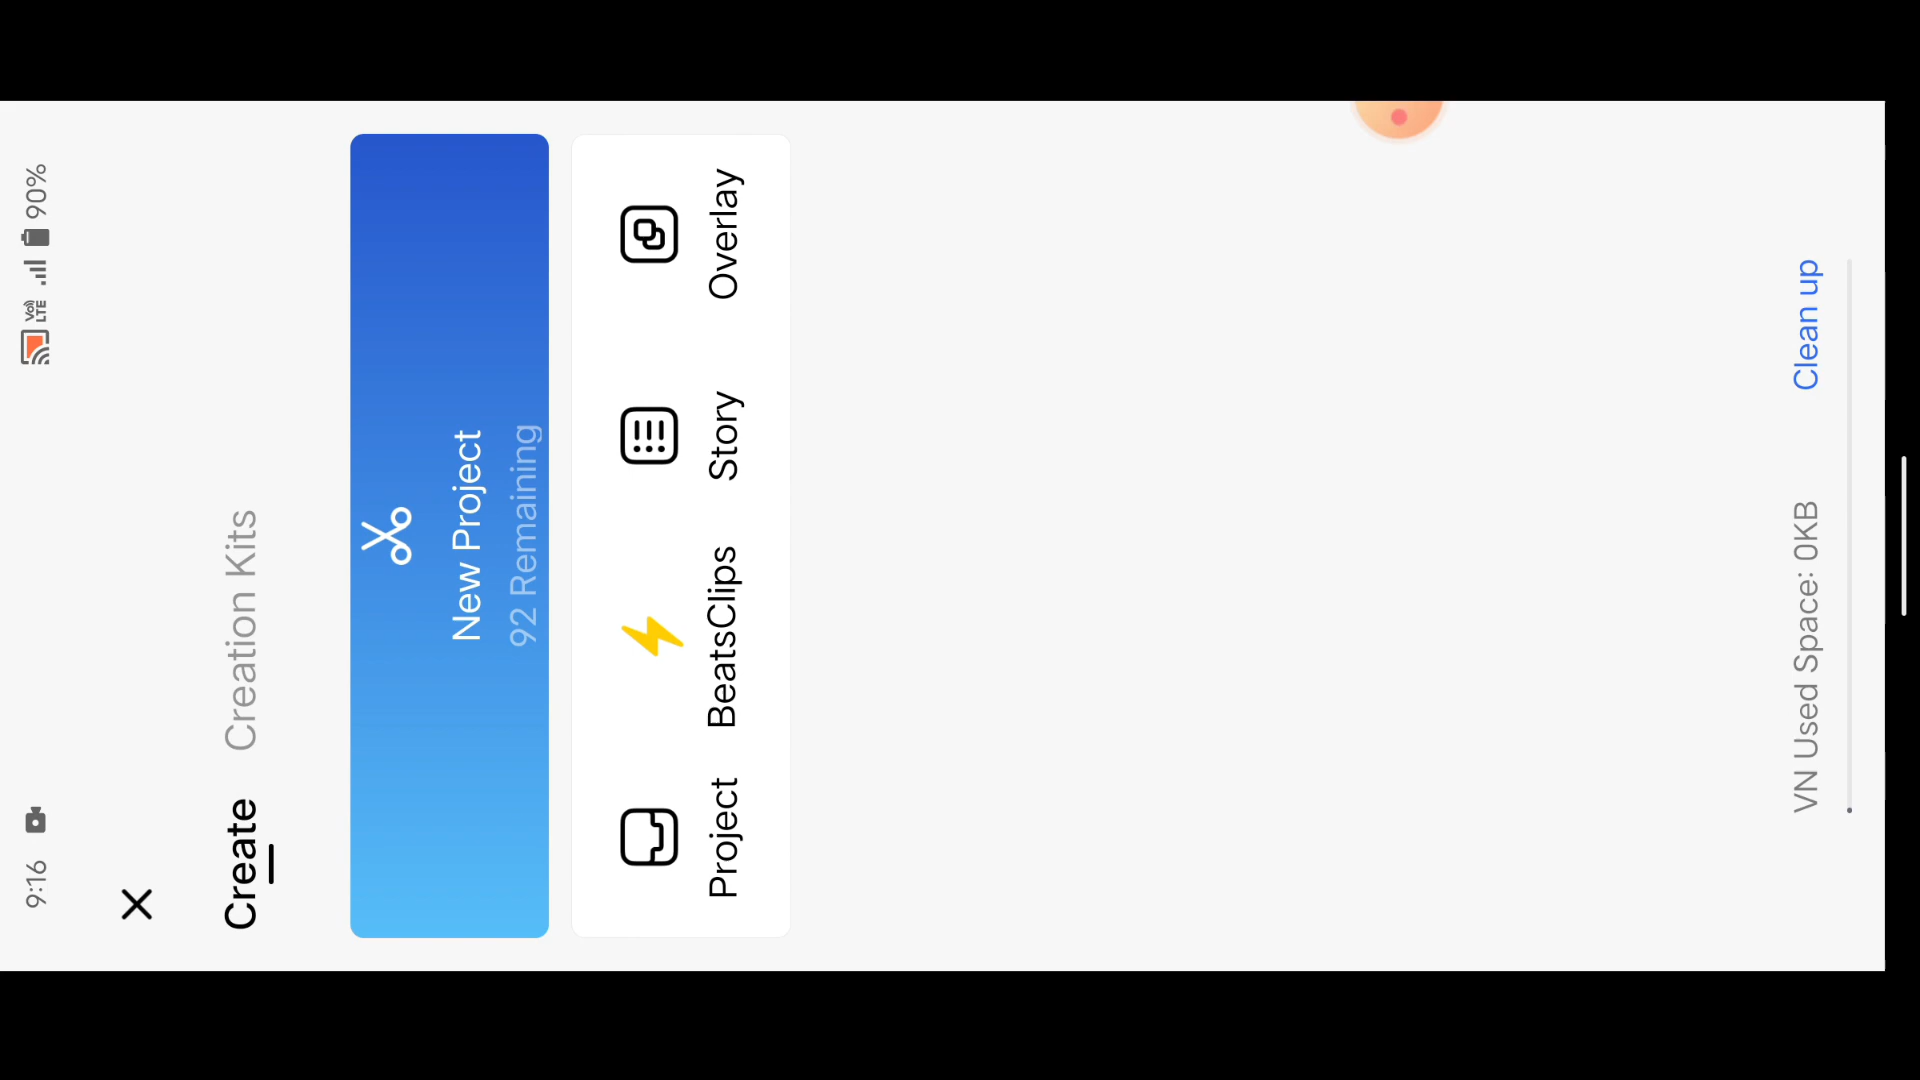 9:16
VoLTE 90%
Create Creation Kits
New Project
92 Remaining
Project BeatsClips Story Overlay
VN Used Space: 0KB Clean up